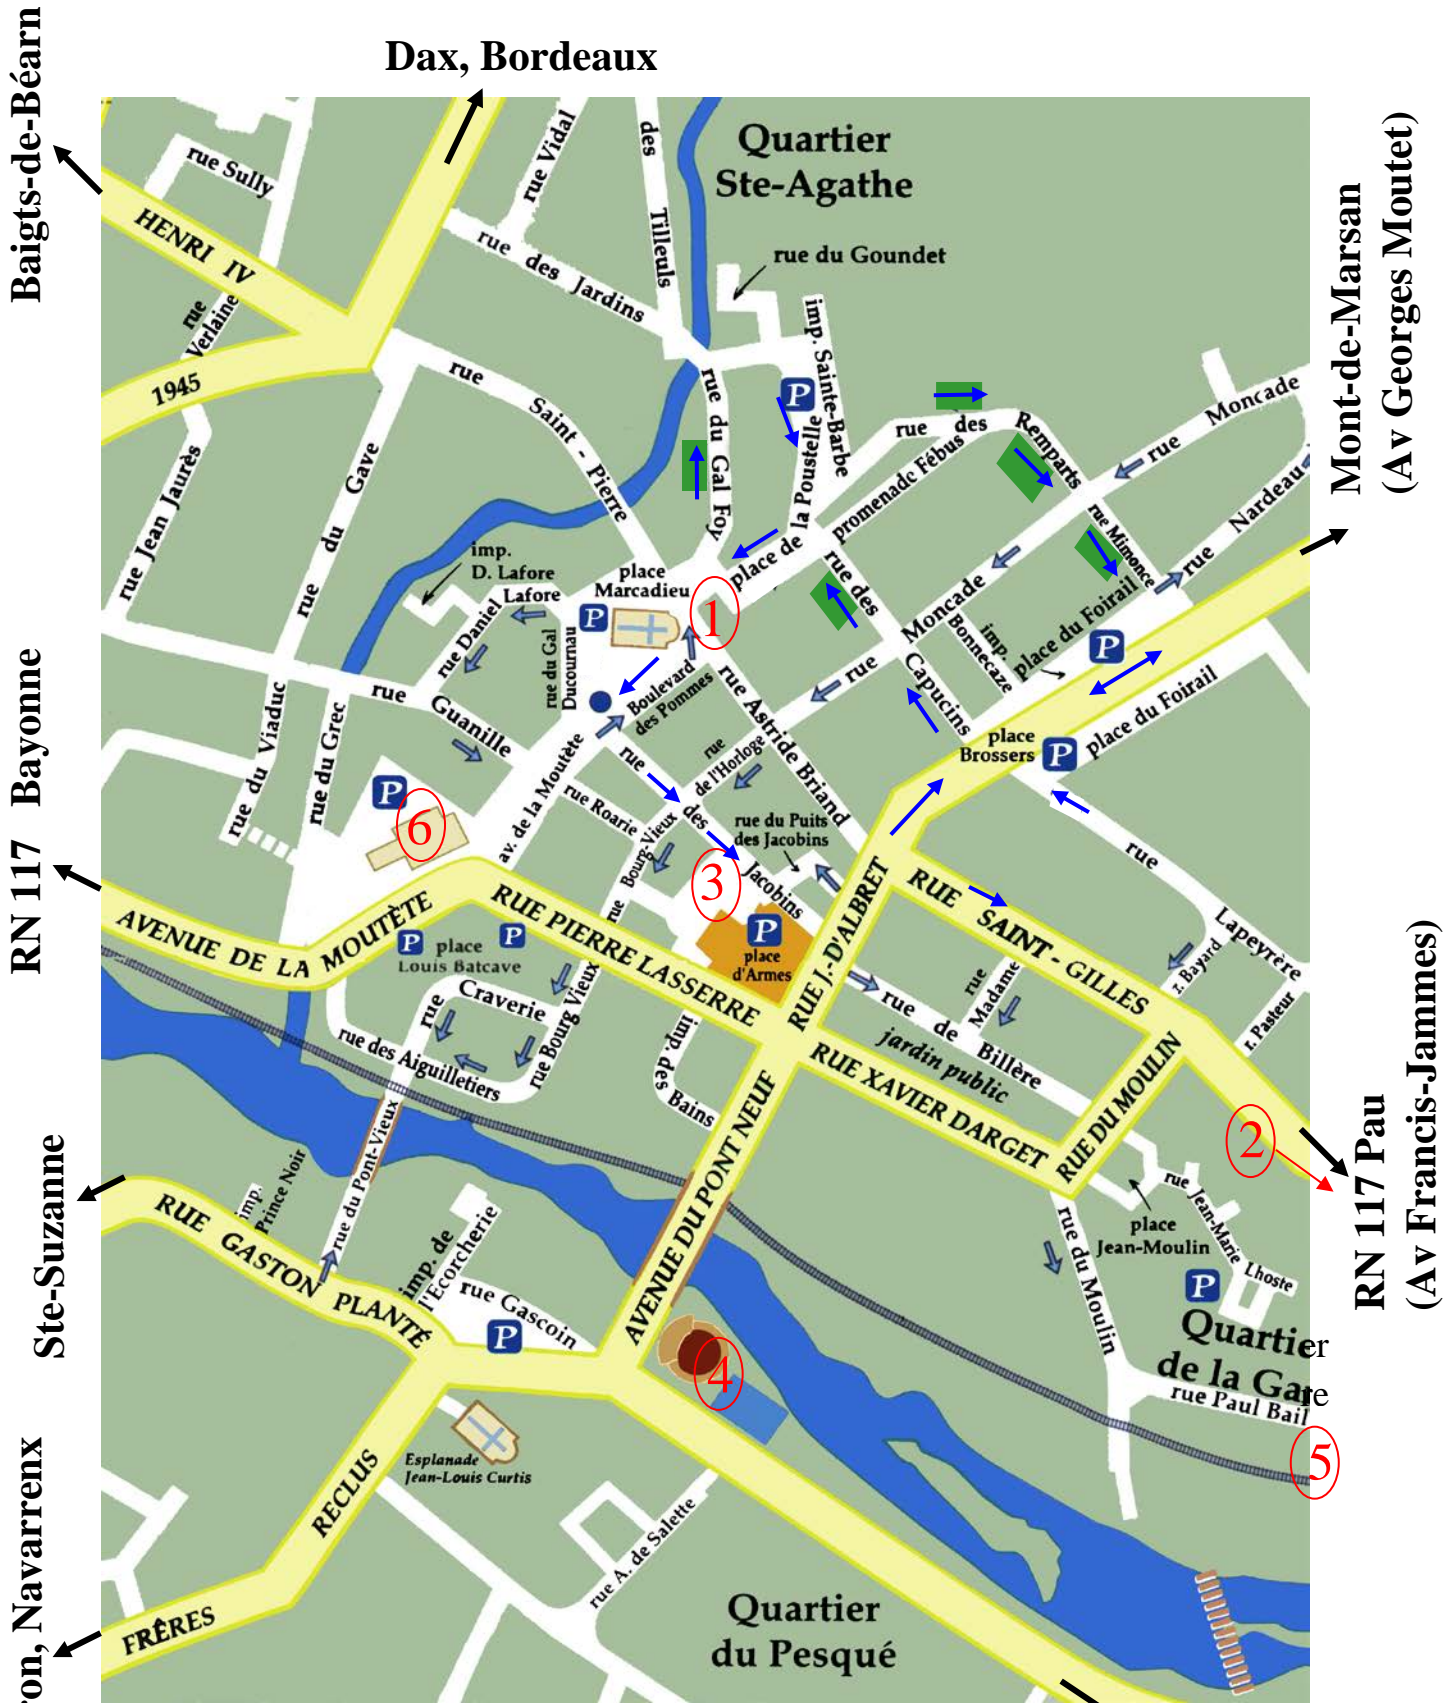 Dax, Bordeaux
Baigts-de-Béarn
Quartier
Ste-Agathe
rue Sully
rue Vidal
des Tilleuls
HENRI IV
rue des Jardins
rue du Goundet
Mont-de-Marsan
(Av Georges Moutet)
rue
Verlaine
1945
imp. Sainte-Barbe
rue Saint - Pierre
rue du Gal Foy
P
la Poustelle
place de
rue des Remparts
promenade Fébus
rue Moncade
rue Jean Jaurès
rue du Gave
rue Mimonce
rue Nardeau
imp.
D. Lafore
place
Marcadieu
rue Daniel Lafore
P
1
rue des Capucins
rue Moncade
imp.
Bonnecaze
place du Foirail
P
rue du Gal
Ducournau
Boulevard
des Pommes
rue Astride Briand
place
Brossers
P
place du Foirail
RN 117 Bayonne
rue Guanille
rue du Viaduc
rue du Grec
av. de la Moutète
rue
de l'Horloge
P
6
rue Roarie
rue des Jacobins
rue du Puits
des Jacobins
rue Bourg-Vieux
3
rue Lapeyrère
RUE J.-D'ALBRET
RUE SAINT - GILLES
AVENUE DE LA MOUTÈTE
RUE PIERRE LASSERRE
P
place
d'Armes
P
P
place
Louis Batcave
rue
Madame
r. Bayard
r. Pasteur
rue Craverie
rue Bourg Vieux
rue de Billère
jardin public
rue des Aiguilletiers
imp. des Bains
RUE XAVIER DARGET
RUE DU MOULIN
2
RN 117 Pau
(Av Francis-Jammes)
Ste-Suzanne
rue du Pont-Vieux
imp.
Prince Noir
AVENUE DU PONT NEUF
rue Jean-Marie Lhoste
place
Jean-Moulin
RUE GASTON PLANTÉ
imp. de
l'Ecorcherie
rue Gascoin
P
rue du Moulin
P
Quartier
de la Gare
rue Paul Bail
4
5
Esplanade
Jean-Louis Curtis
FRÊRES RECLUS
rue A. de Salette
Quartier
du Pesqué
ron, Navarrenx